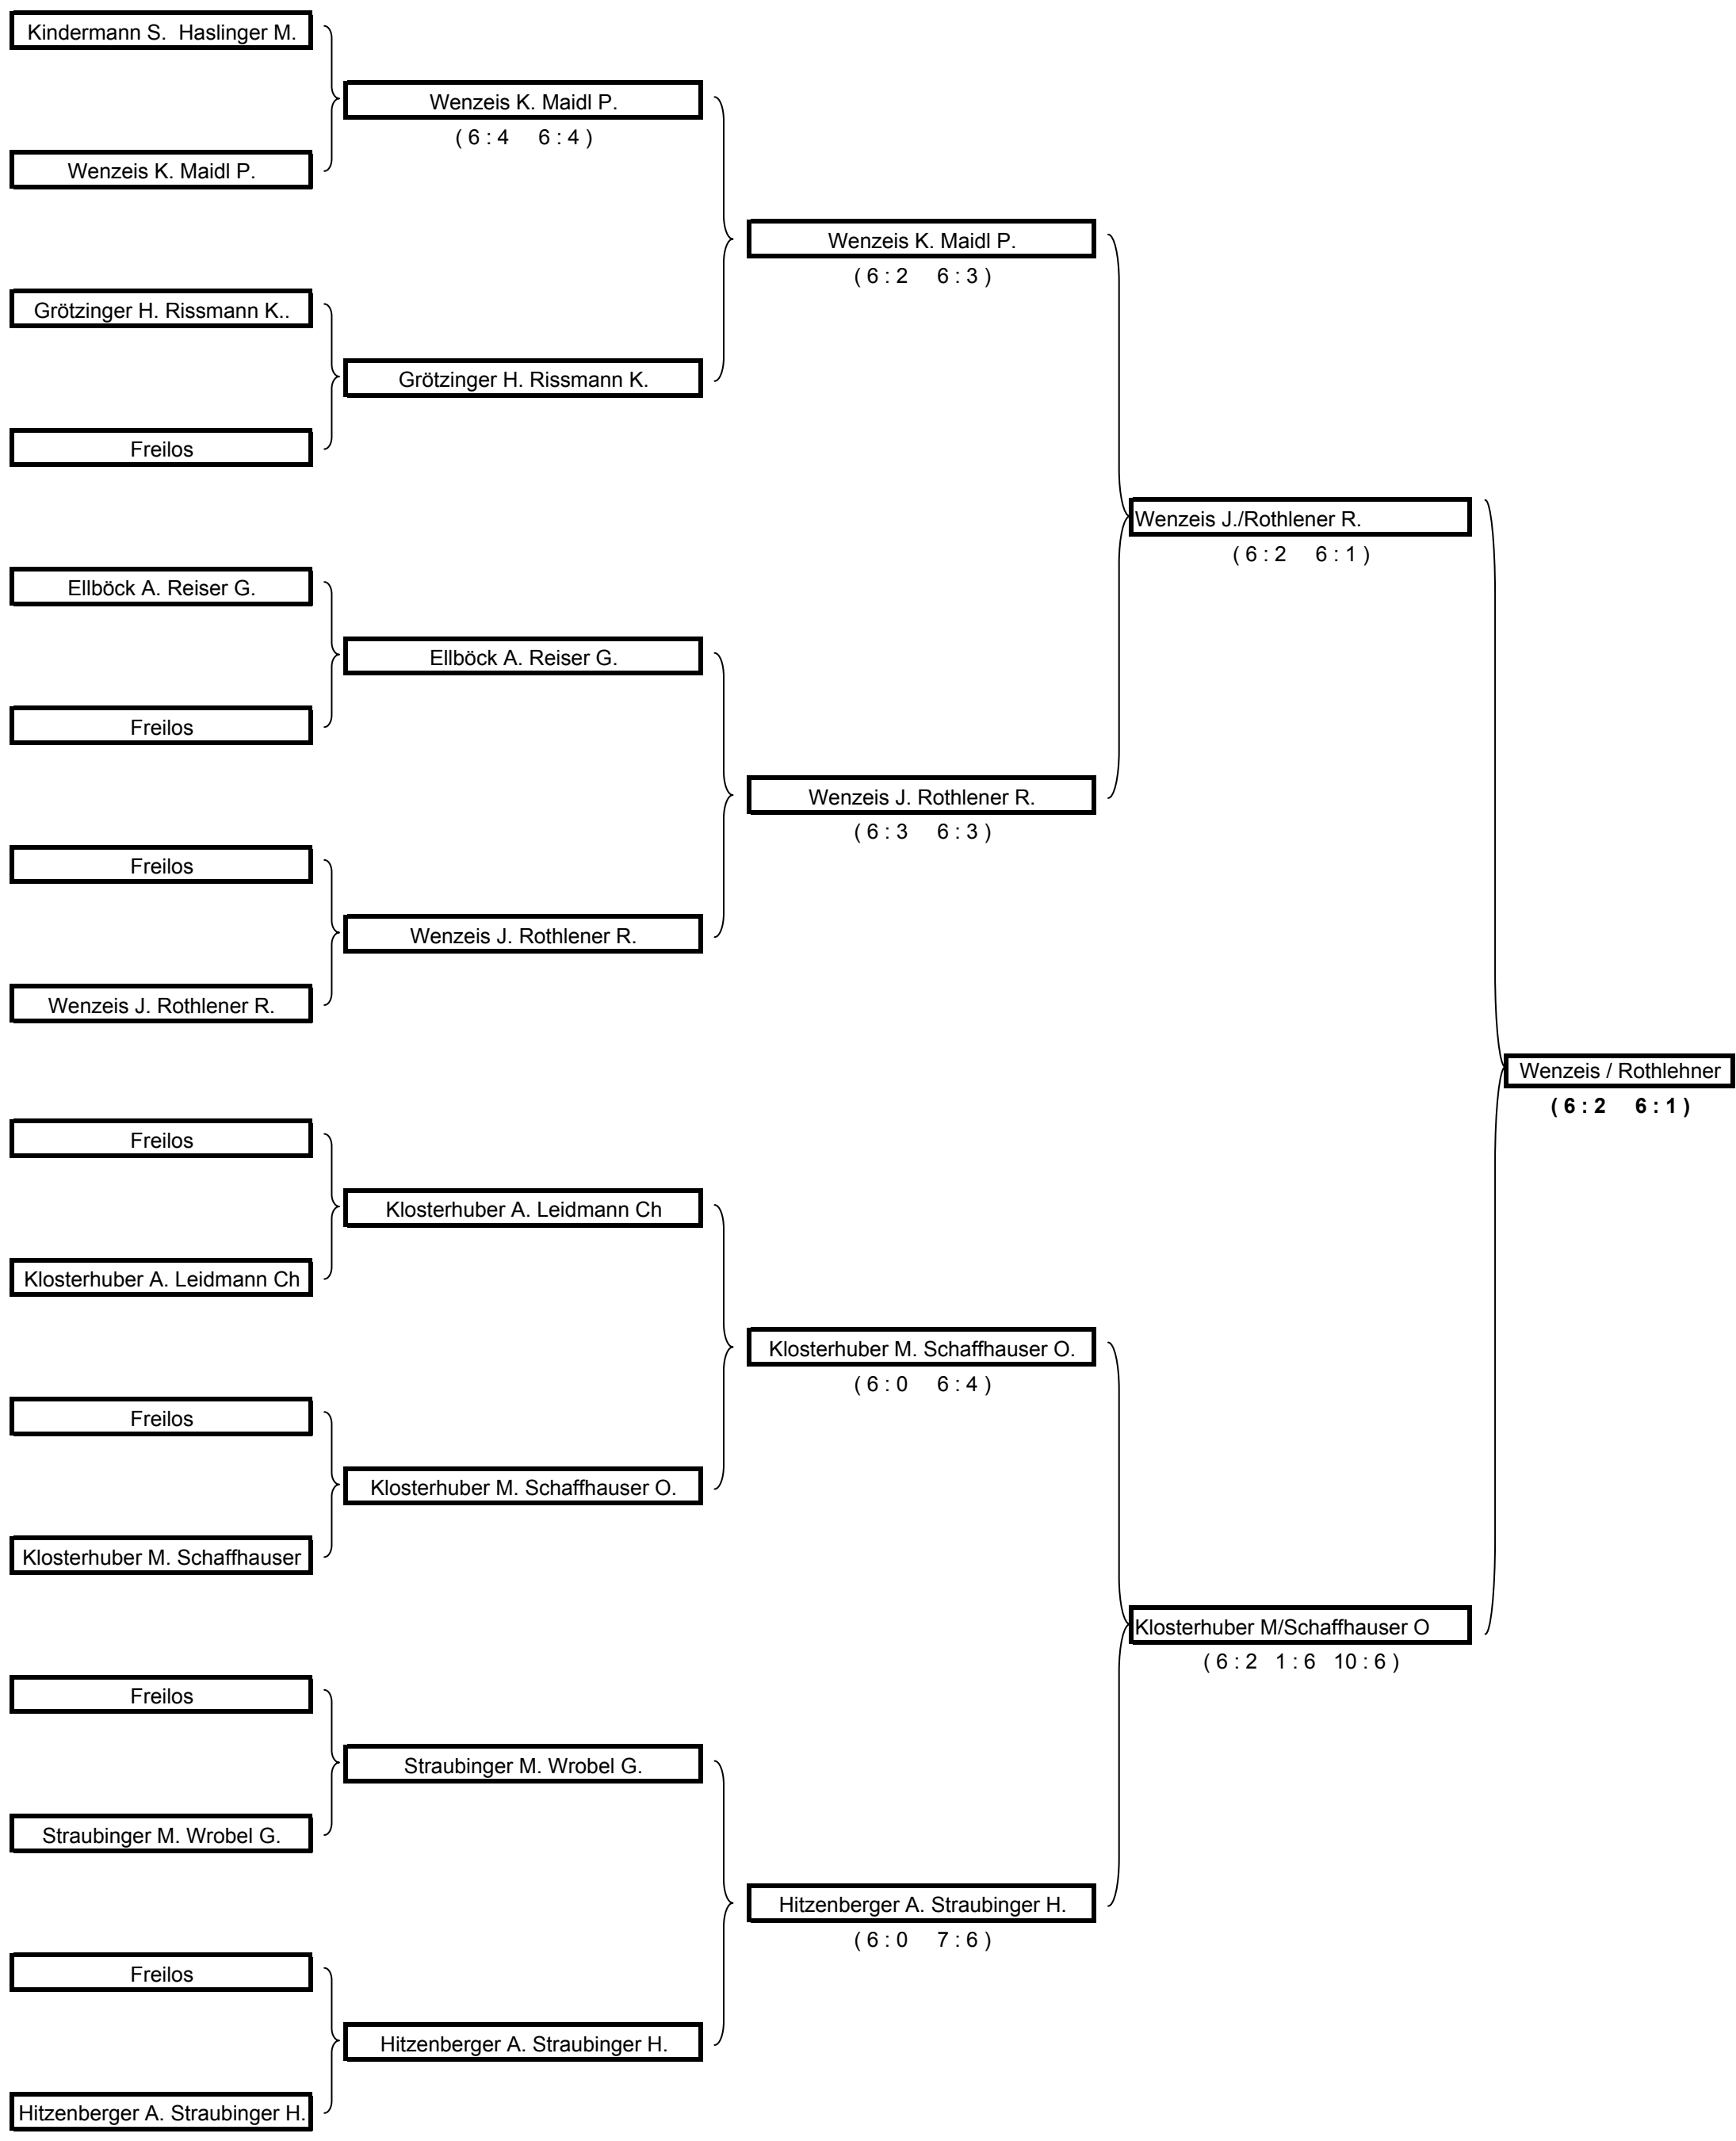 Kindermann S.  Haslinger M.
Wenzeis K. Maidl P.
( 6 : 4    6 : 4 )
Wenzeis K. Maidl P.
Wenzeis K. Maidl P.
( 6 : 2    6 : 3 )
Grötzinger H. Rissmann K..
Grötzinger H. Rissmann K.
Freilos
Wenzeis J./Rothlener R.
( 6 : 2    6 : 1 )
Ellböck A. Reiser G.
Ellböck A. Reiser G.
Freilos
Wenzeis J. Rothlener R.
( 6 : 3    6 : 3 )
Freilos
Wenzeis J. Rothlener R.
Wenzeis J. Rothlener R.
Wenzeis / Rothlehner
( 6 : 2    6 : 1 )
Freilos
Klosterhuber A. Leidmann Ch
Klosterhuber A. Leidmann Ch
Klosterhuber M. Schaffhauser O.
( 6 : 0    6 : 4 )
Freilos
Klosterhuber M. Schaffhauser O.
Klosterhuber M. Schaffhauser
Klosterhuber M/Schaffhauser O
( 6 : 2   1 : 6   10 : 6 )
Freilos
Straubinger M. Wrobel G.
Straubinger M. Wrobel G.
Hitzenberger A. Straubinger H.
( 6 : 0    7 : 6 )
Freilos
Hitzenberger A. Straubinger H.
Hitzenberger A. Straubinger H.